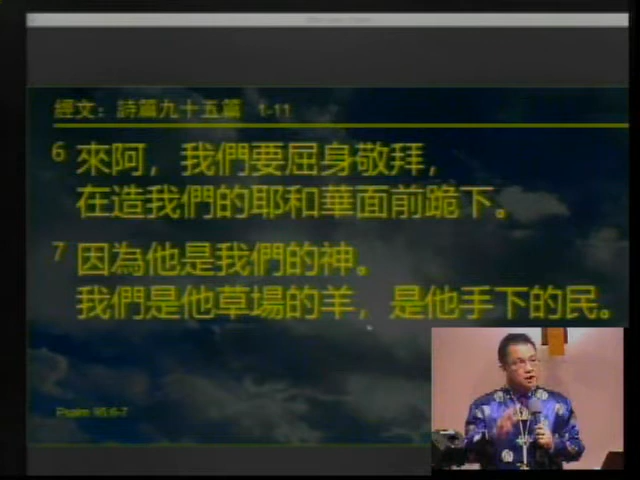 經文：詩篇九十五篇 1-11
6 來阿，我們要屈身敬拜，
在造我們的耶和華面前跪下。
7 因為他是我們的神。
我們是他草場的羊，是他手下的民。
Psalm 95:6-7